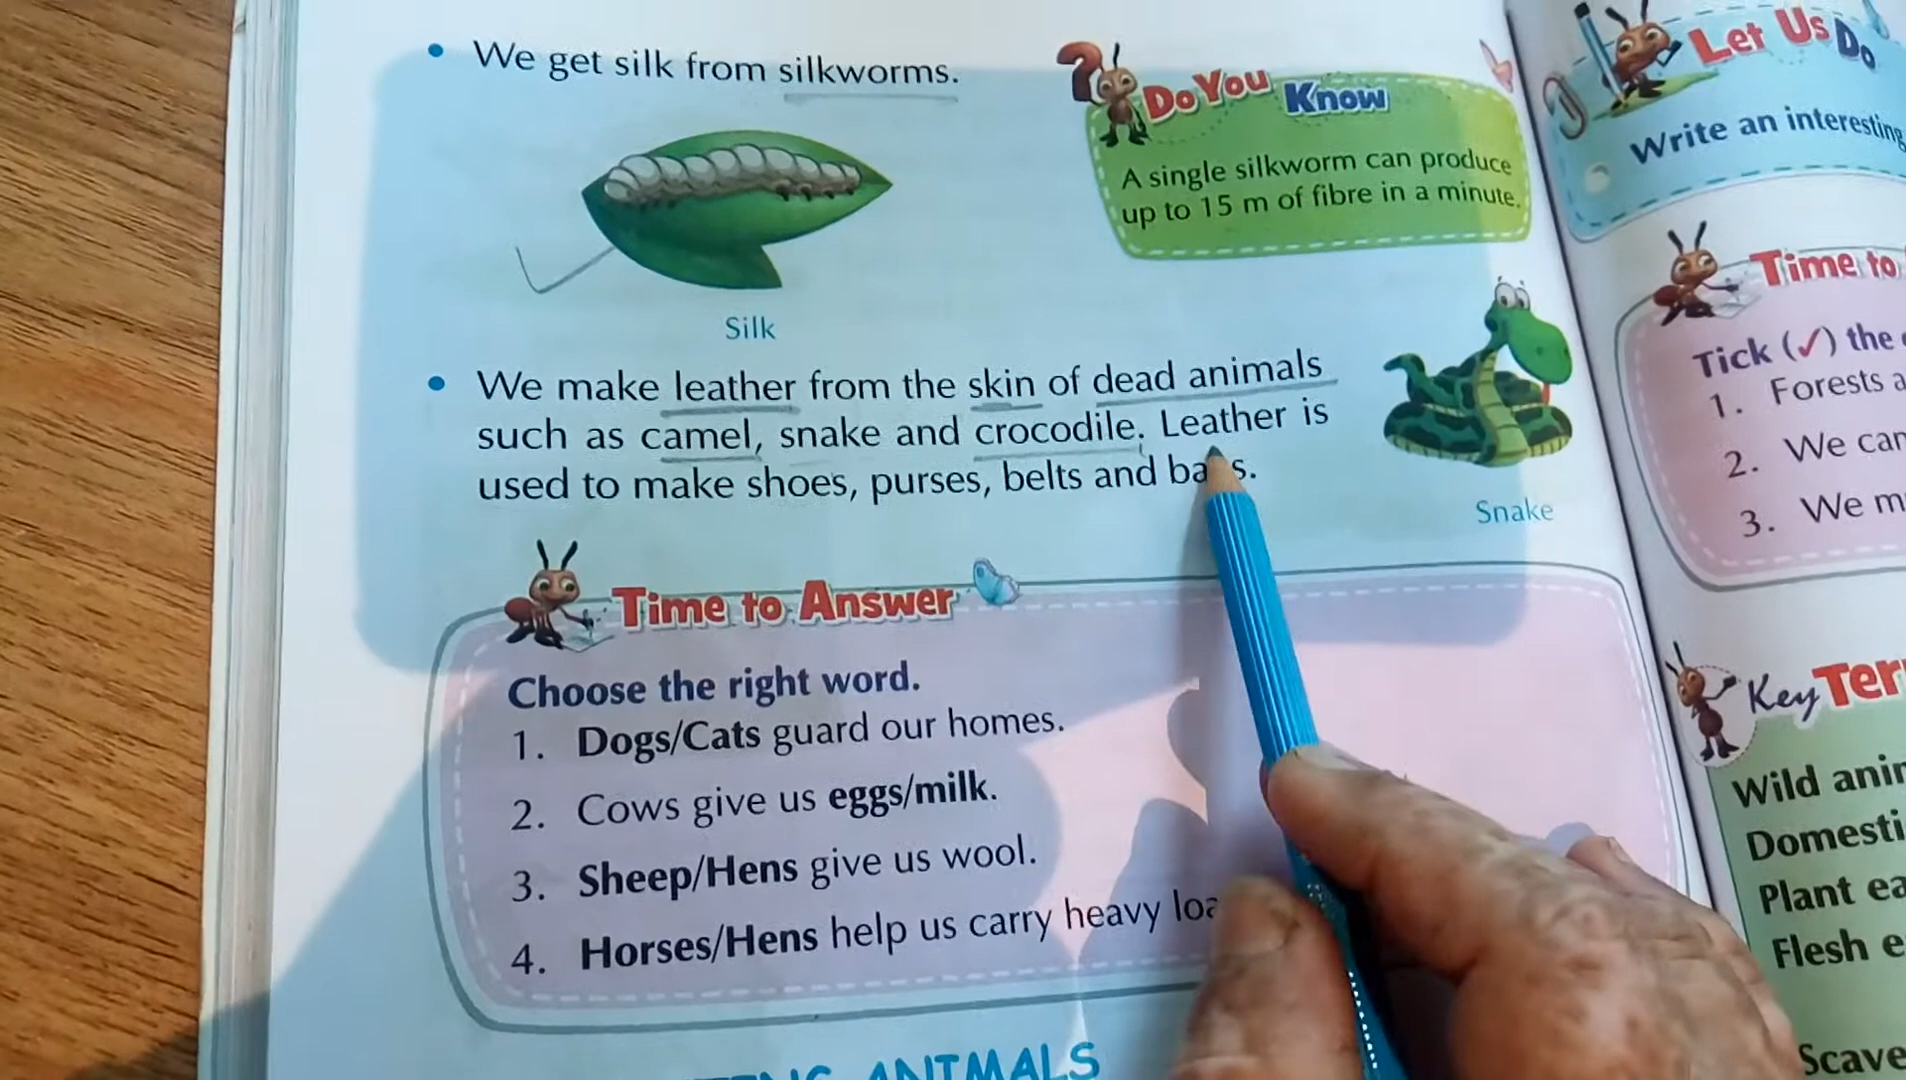 We get silk from silkworms.
Do You Know
A single silkworm can produce
up to 15 m of fibre in a minute.
Silk
We make leather from the skin of dead animals
such as camel, snake and crocodile. Leather is
used to make shoes, purses, belts and
Snake
Time to Answer
Choose the right word.
1. Dogs/Cats guard our homes.
2. Cows give us eggs/milk.
3. Sheep/Hens give us wool.
4. Horses/Hens help us carry heavy
ANIMALS
Let Us Do
Write an interesting
Time to
Tick (✓) the
1. Forests
2. We can
3. We
Key
Wild
Plant
Flesh